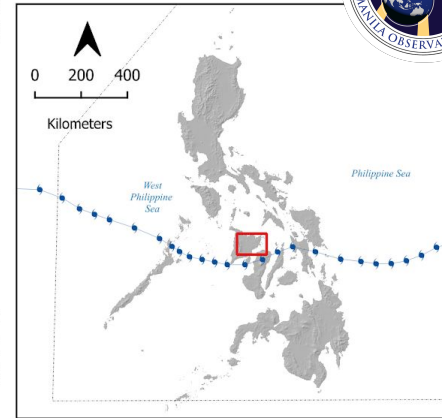 MANILA OBSERVA
0 200 400
Kilometers
West
Philippine
Sea
Philippine Sea